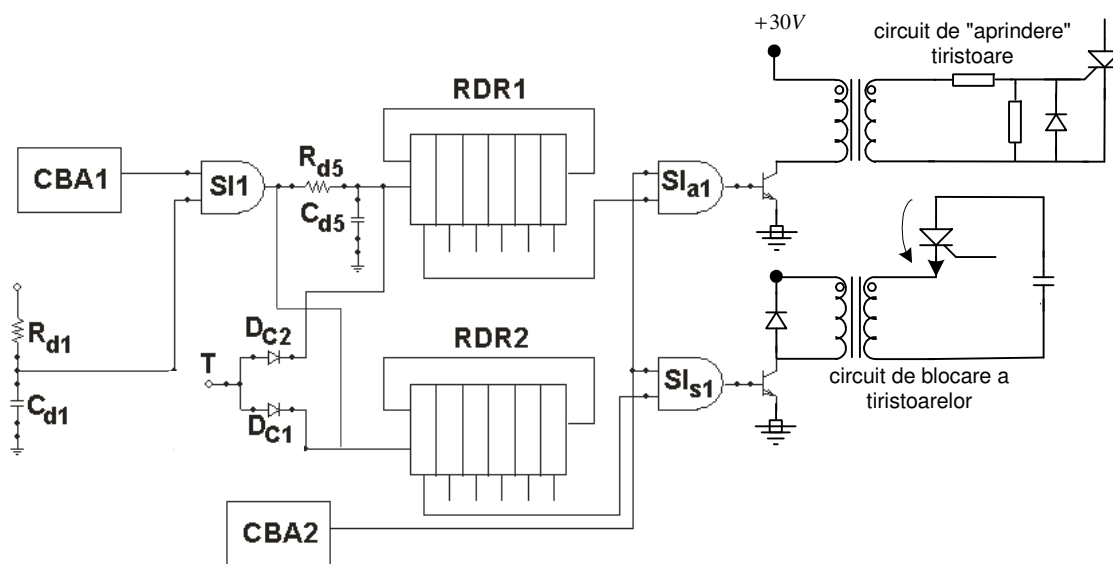 +30V
circuit de "aprindere"
tiristoare
RDR1
CBA1
SI1
Rd5
Cd5
SIa1
Rd1
Cd1
DC2
T
DC1
RDR2
SIs1
circuit de blocare a
tiristoarelor
CBA2